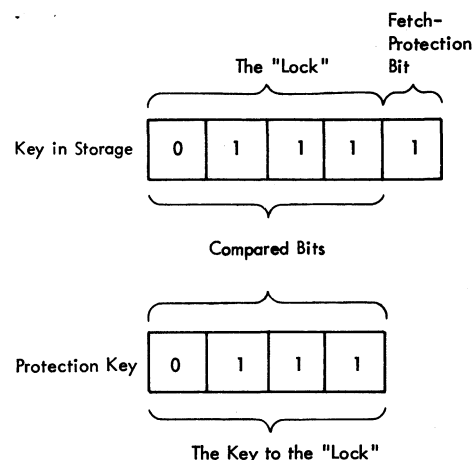 Fetch-
Protection
Bit
The "Lock"
Key in Storage 0 1 1 1 1
Compared Bits
Protection Key 0 1 1 1
The Key to the "Lock"